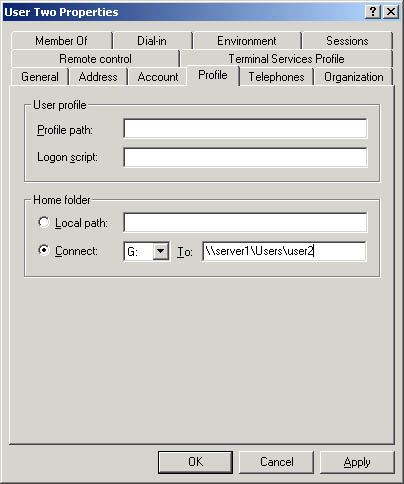 User Two Properties
Member Of Dial-in Environment Sessions
Remote control Terminal Services Profile
General Address Account Profile Telephones Organization
User profile
Profile path:
Logon script:
Home folder
Local path:
Connect: G: To: \\server1\Users\user2
OK Cancel Apply